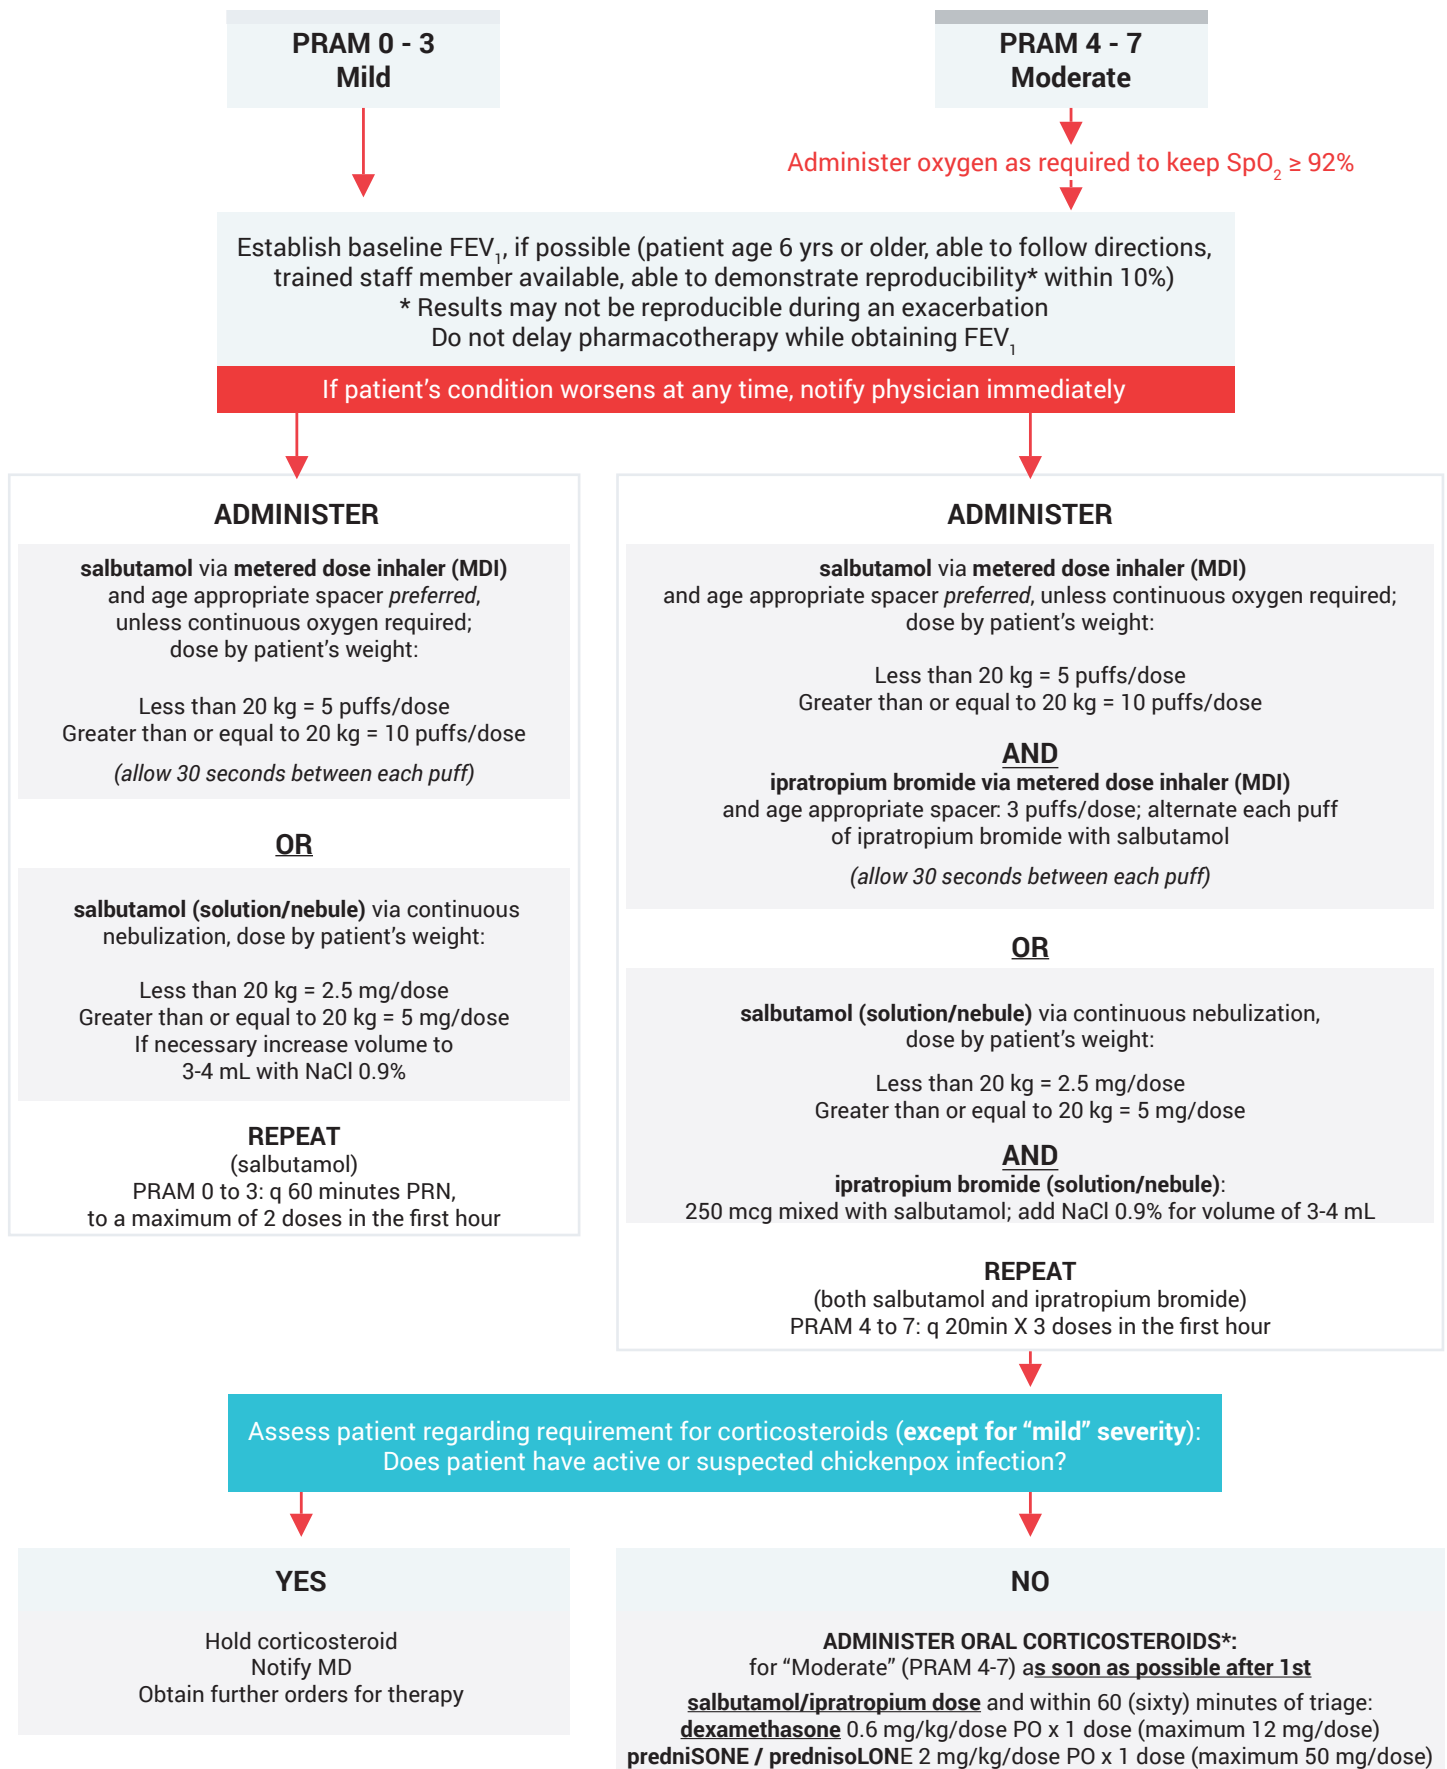 PRAM 0 - 3
Mild
PRAM 4 - 7
Moderate
Administer oxygen as required to keep SpO₂ ≥ 92%
Establish baseline FEV₁, if possible (patient age 6 yrs or older, able to follow directions,
trained staff member available, able to demonstrate reproducibility* within 10%)
* Results may not be reproducible during an exacerbation
Do not delay pharmacotherapy while obtaining FEV₁
If patient's condition worsens at any time, notify physician immediately
ADMINISTER
salbutamol via metered dose inhaler (MDI)
and age appropriate spacer preferred,
unless continuous oxygen required;
dose by patient's weight:
Less than 20 kg = 5 puffs/dose
Greater than or equal to 20 kg = 10 puffs/dose
(allow 30 seconds between each puff)
OR
salbutamol (solution/nebule) via continuous
nebulization, dose by patient's weight:
Less than 20 kg = 2.5 mg/dose
Greater than or equal to 20 kg = 5 mg/dose
If necessary increase volume to
3-4 mL with NaCl 0.9%
REPEAT
(salbutamol)
PRAM 0 to 3: q 60 minutes PRN,
to a maximum of 2 doses in the first hour
ADMINISTER
salbutamol via metered dose inhaler (MDI)
and age appropriate spacer preferred, unless continuous oxygen required;
dose by patient's weight:
Less than 20 kg = 5 puffs/dose
Greater than or equal to 20 kg = 10 puffs/dose
AND
ipratropium bromide via metered dose inhaler (MDI)
and age appropriate spacer: 3 puffs/dose; alternate each puff
of ipratropium bromide with salbutamol
(allow 30 seconds between each puff)
OR
salbutamol (solution/nebule) via continuous nebulization,
dose by patient's weight:
Less than 20 kg = 2.5 mg/dose
Greater than or equal to 20 kg = 5 mg/dose
AND
ipratropium bromide (solution/nebule):
250 mcg mixed with salbutamol; add NaCl 0.9% for volume of 3-4 mL
REPEAT
(both salbutamol and ipratropium bromide)
PRAM 4 to 7: q 20min X 3 doses in the first hour
Assess patient regarding requirement for corticosteroids (except for “mild” severity):
Does patient have active or suspected chickenpox infection?
YES
Hold corticosteroid
Notify MD
Obtain further orders for therapy
NO
ADMINISTER ORAL CORTICOSTEROIDS*:
for “Moderate” (PRAM 4-7) as soon as possible after 1st
salbutamol/ipratropium dose and within 60 (sixty) minutes of triage:
dexamethasone 0.6 mg/kg/dose PO x 1 dose (maximum 12 mg/dose)
predniSONE / prednisoLONE 2 mg/kg/dose PO x 1 dose (maximum 50 mg/dose)